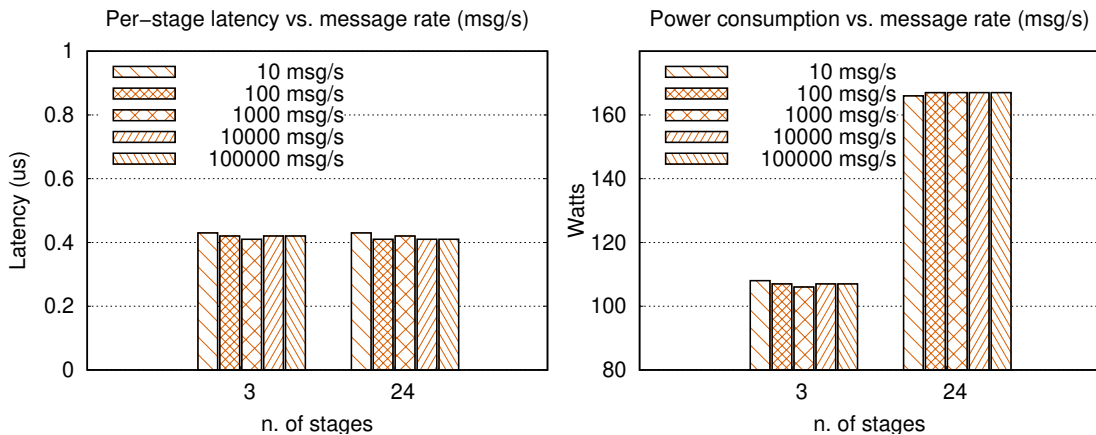 Per-stage latency vs. message rate (msg/s)
1
0.8
0.6
0.4
0.2
0
Latency (us)
10 msg/s
100 msg/s
1000 msg/s
10000 msg/s
100000 msg/s
3
24
n. of stages
Power consumption vs. message rate (msg/s)
160
140
120
100
80
Watts
10 msg/s
100 msg/s
1000 msg/s
10000 msg/s
100000 msg/s
3
24
n. of stages